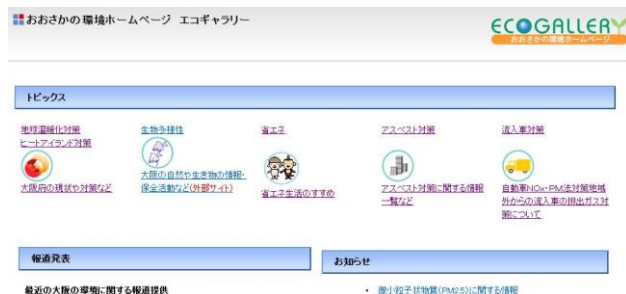 おおさかの環境ホームページ エコギャラリー
ECOGALLERY
おおさかの環境ホームページ
トピックス
地球温暖化対策
ヒートアイランド対策
大阪府の現状や対策など
生物多様性
大阪の自然や生き物の情報・
保全活動など(外部サイト)
省エネ
省エネ生活のすすめ
アスベスト対策
アスベスト対策に関する情報
一覧など
流入車対策
自動車NOx・PM法対策地域
外からの流入車の排出ガス対
策について
報道発表
最近の大阪の環境に関する報道提供
お知らせ
・ 微小粒子状物質(PM2.5)に関する情報